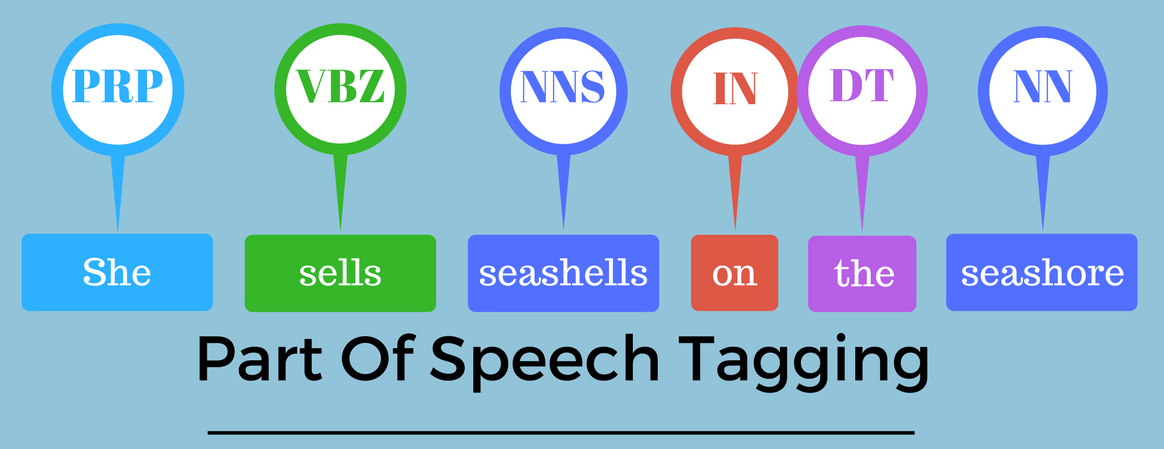 PRP VBZ NNS IN DT NN
She sells seashells on the seashore
Part Of Speech Tagging